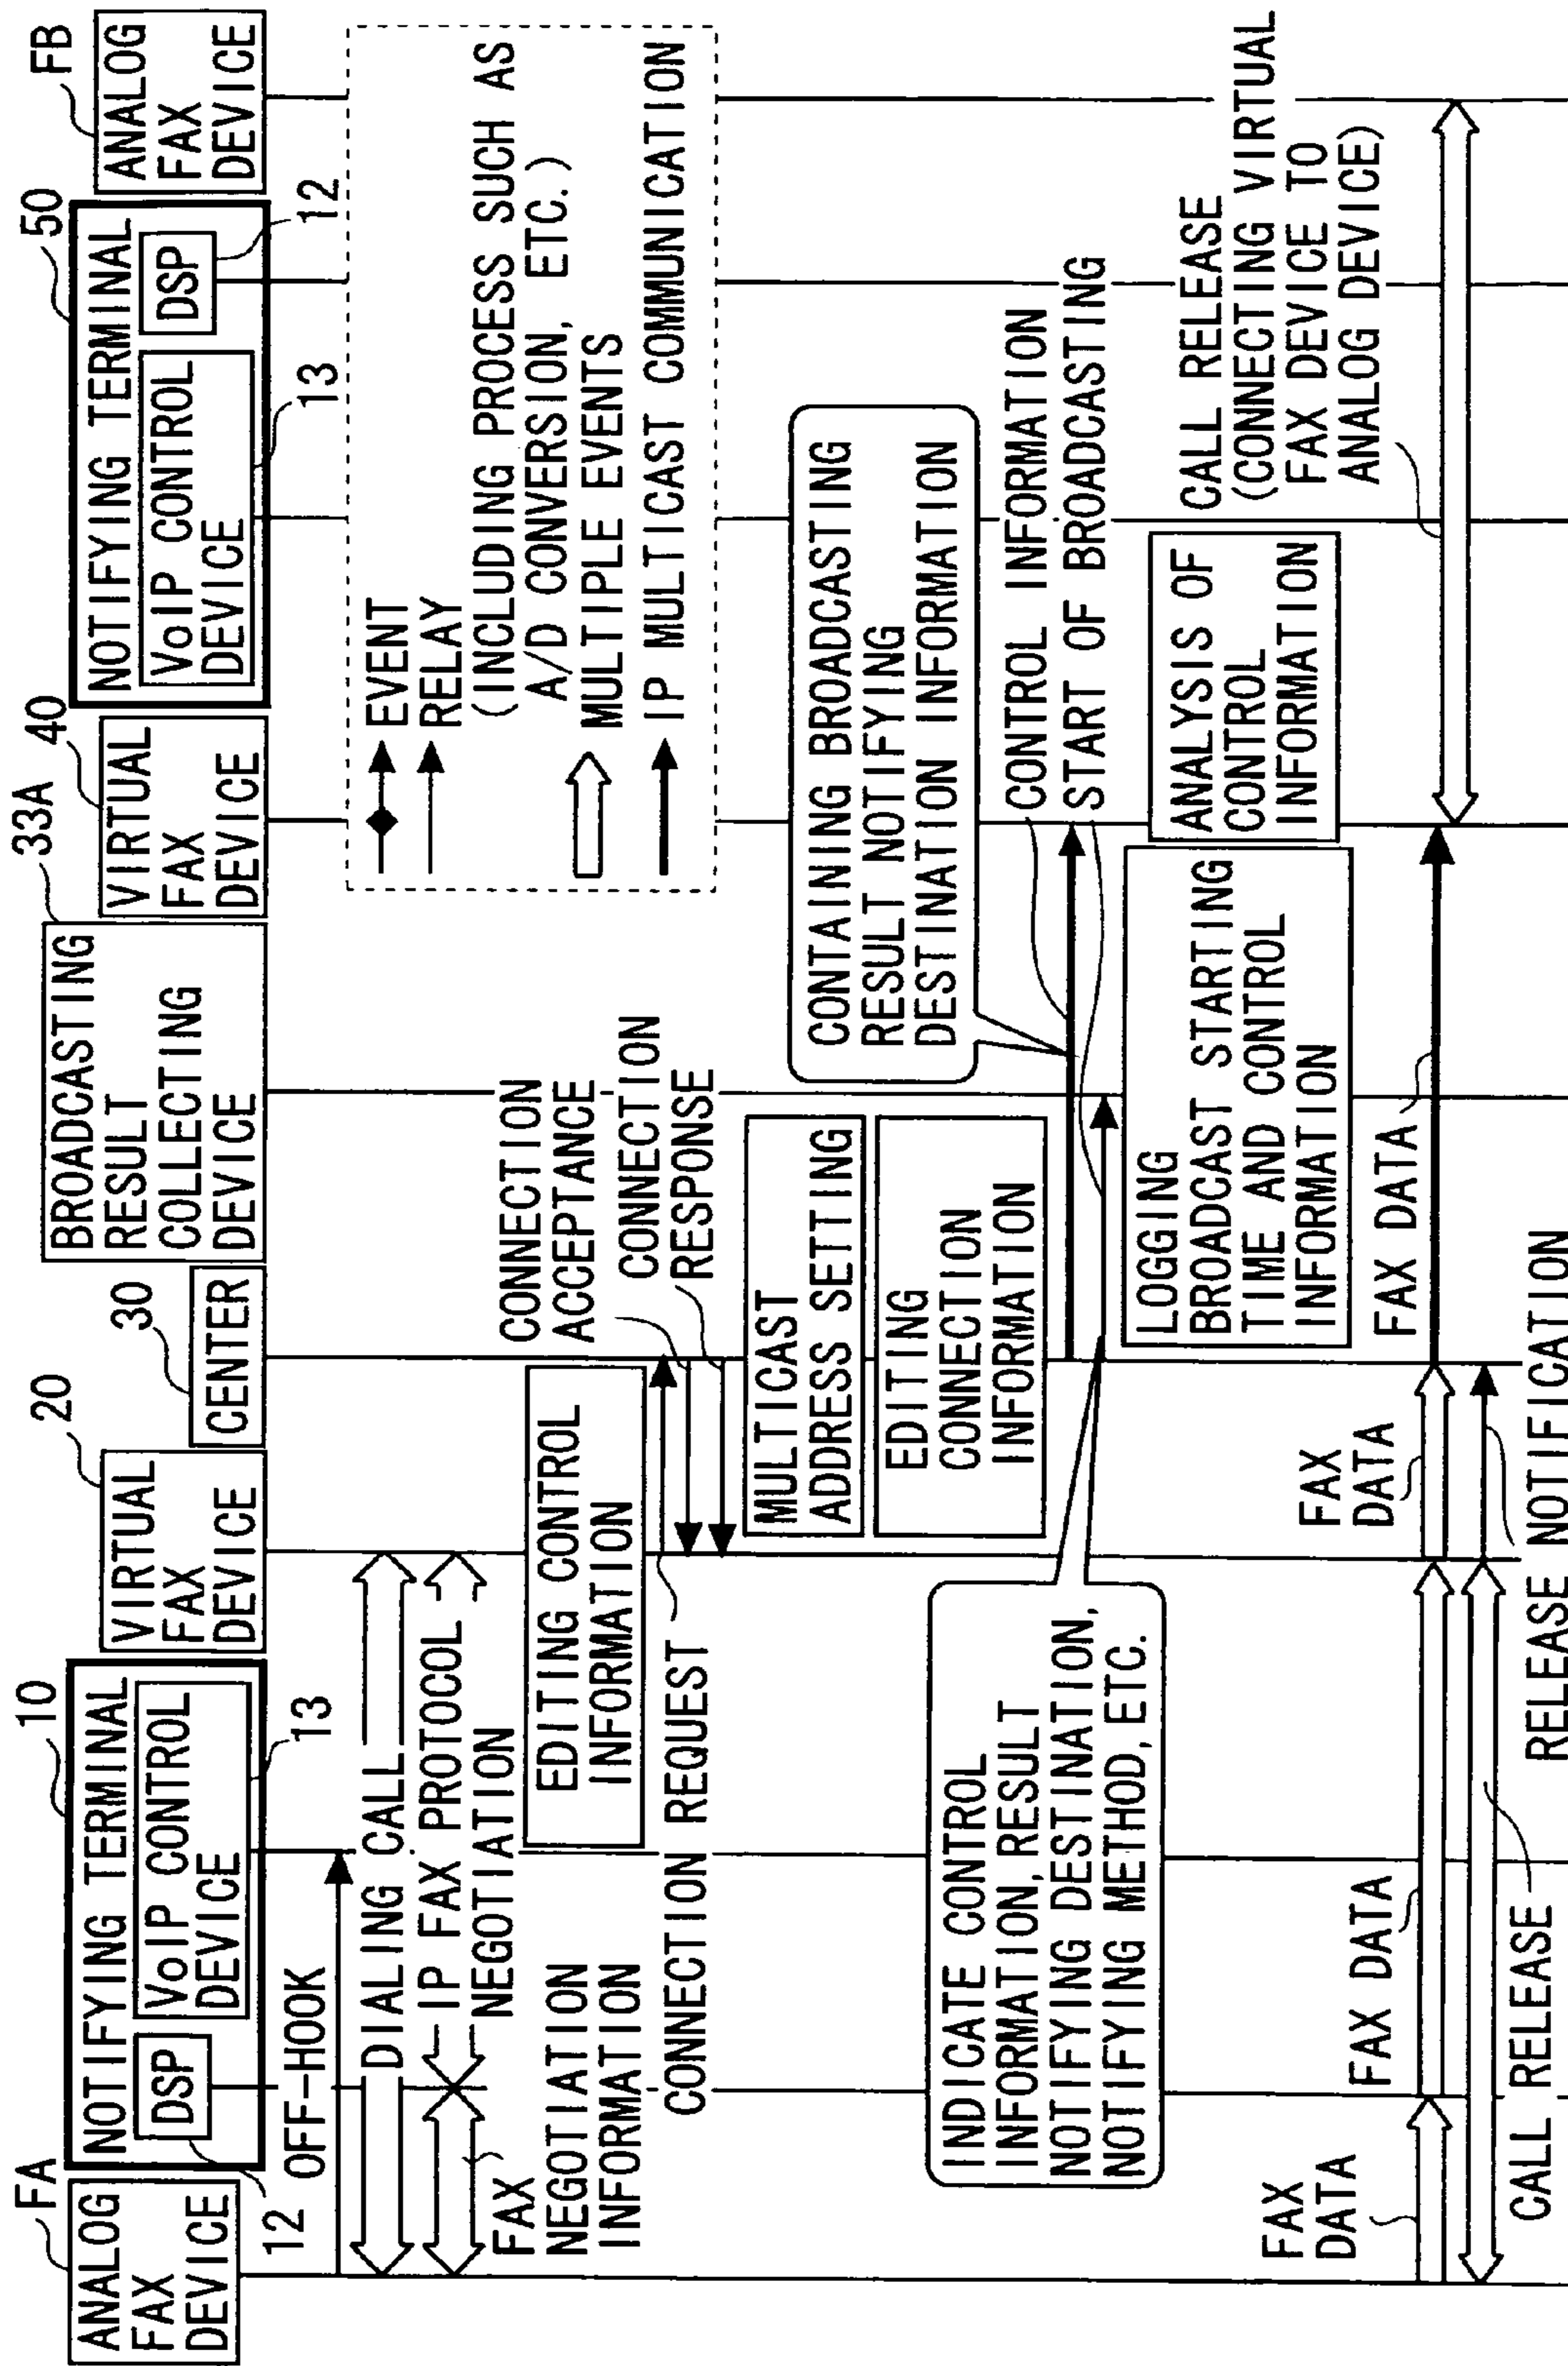 FA
ANALOG
FAX
DEVICE
10
NOTIFYING TERMINAL
DSP
VoIP CONTROL
DEVICE
12
13
20
VIRTUAL
FAX
DEVICE
30
CENTER
33A
BROADCASTING
RESULT
COLLECTING
DEVICE
40
VIRTUAL
FAX
DEVICE
50
NOTIFYING TERMINAL
VoIP CONTROL
DEVICE
DSP
13
12
FB
ANALOG
FAX
DEVICE
EVENT
RELAY
(INCLUDING PROCESS SUCH AS
A/D CONVERSION, ETC.)
MULTIPLE EVENTS
IP MULTICAST COMMUNICATION
OFF-HOOK
DIALING CALL
IP FAX PROTOCOL
NEGOTIATION
FAX
NEGOTIATION
INFORMATION
EDITING CONTROL
INFORMATION
CONNECTION REQUEST
CONNECTION
ACCEPTANCE
CONNECTION
RESPONSE
MULTICAST
ADDRESS SETTING
EDITING
CONNECTION
INFORMATION
CONTAINING BROADCASTING
RESULT NOTIFYING
DESTINATION INFORMATION
CONTROL INFORMATION
START OF BROADCASTING
INDICATE CONTROL
INFORMATION, RESULT
NOTIFYING DESTINATION,
NOTIFYING METHOD, ETC.
LOGGING
BROADCAST STARTING
TIME AND CONTROL
INFORMATION
ANALYSIS OF
CONTROL
INFORMATION
CALL RELEASE
(CONNECTING VIRTUAL
FAX DEVICE TO
ANALOG DEVICE)
FAX
DATA
FAX DATA
FAX
DATA
FAX DATA
CALL RELEASE
RELEASE NOTIFICATION